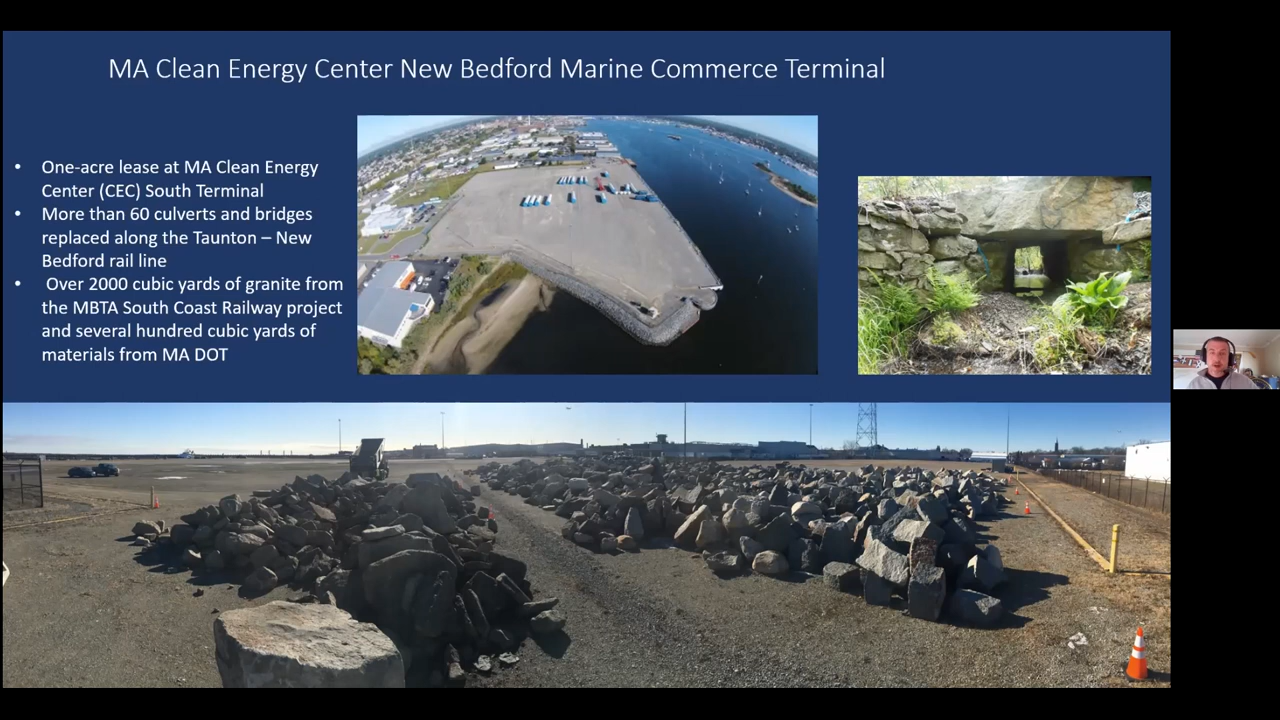 MA Clean Energy Center New Bedford Marine Commerce Terminal
• One-acre lease at MA Clean Energy
Center (CEC) South Terminal
• More than 60 culverts and bridges
replaced along the Taunton – New
Bedford rail line
• Over 2000 cubic yards of granite from
the MBTA South Coast Railway project
and several hundred cubic yards of
materials from MA DOT